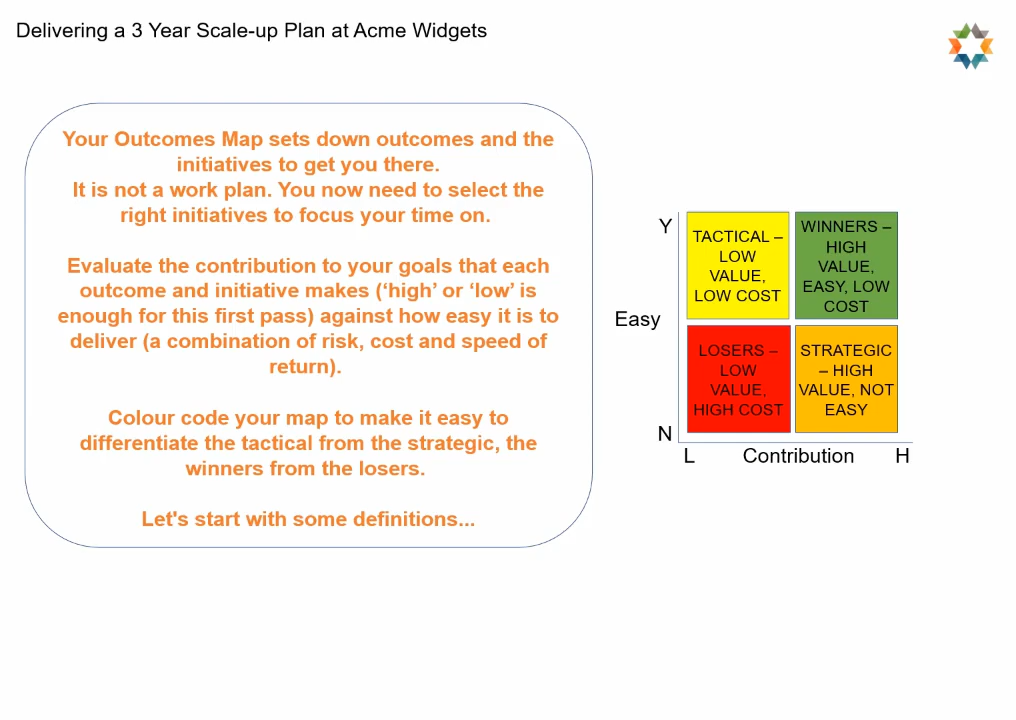 Delivering a 3 Year Scale-up Plan at Acme Widgets
Your Outcomes Map sets down outcomes and the
initiatives to get you there.
It is not a work plan. You now need to select the
right initiatives to focus your time on.
Evaluate the contribution to your goals that each
outcome and initiative makes (‘high’ or ‘low’ is
enough for this first pass) against how easy it is to
deliver (a combination of risk, cost and speed of
return).
Colour code your map to make it easy to
differentiate the tactical from the strategic, the
winners from the losers.
Let's start with some definitions...
Y
Easy
N
TACTICAL –
LOW
VALUE,
LOW COST
WINNERS –
HIGH
VALUE,
EASY, LOW
COST
LOSERS –
LOW
VALUE,
HIGH COST
STRATEGIC
– HIGH
VALUE, NOT
EASY
L
Contribution
H